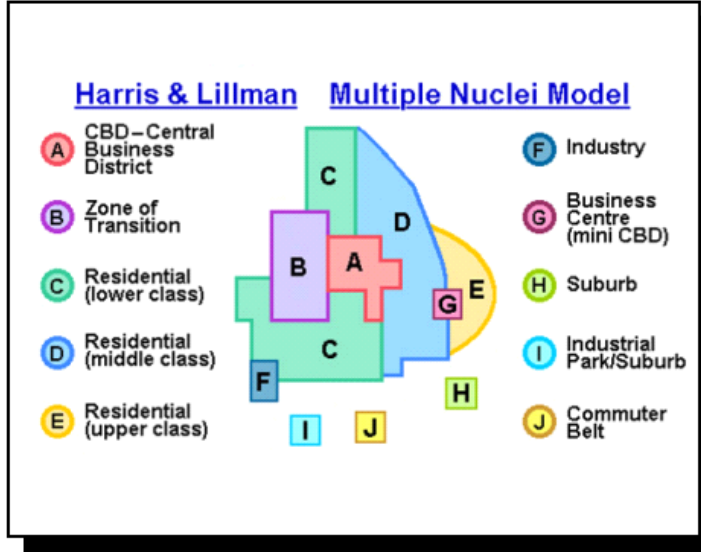 Harris & Lillman Multiple Nuclei Model
A CBD–Central
Business
District
B Zone of
Transition
C Residential
(lower class)
D Residential
(middle class)
E Residential
(upper class)
C
D
B
A
G
E
C
F
H
I
J
F Industry
G Business
Centre
(mini CBD)
H Suburb
I Industrial
Park/Suburb
J Commuter
Belt